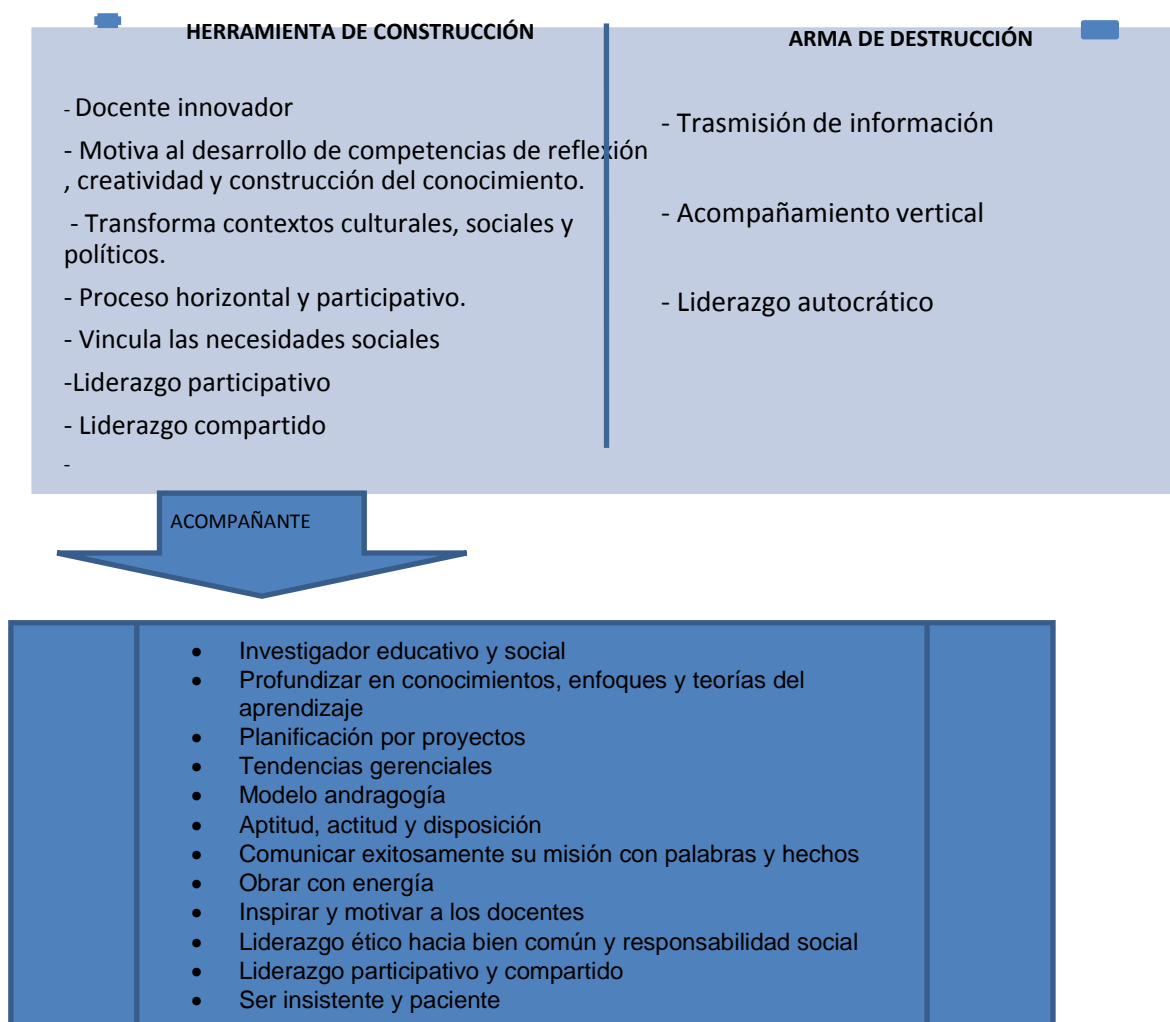 HERRAMIENTA DE CONSTRUCCIÓN
- Docente innovador
- Motiva al desarrollo de competencias de reflexión
, creatividad y construcción del conocimiento.
- Transforma contextos culturales, sociales y
políticos.
- Proceso horizontal y participativo.
- Vincula las necesidades sociales
-Liderazgo participativo
- Liderazgo compartido
-
ARMA DE DESTRUCCIÓN
- Trasmisión de información
- Acompañamiento vertical
- Liderazgo autocrático
ACOMPAÑANTE
• Investigador educativo y social
• Profundizar en conocimientos, enfoques y teorías del
aprendizaje
• Planificación por proyectos
• Tendencias gerenciales
• Modelo andragogía
• Aptitud, actitud y disposición
• Comunicar exitosamente su misión con palabras y hechos
• Obrar con energía
• Inspirar y motivar a los docentes
• Liderazgo ético hacia bien común y responsabilidad social
• Liderazgo participativo y compartido
• Ser insistente y paciente